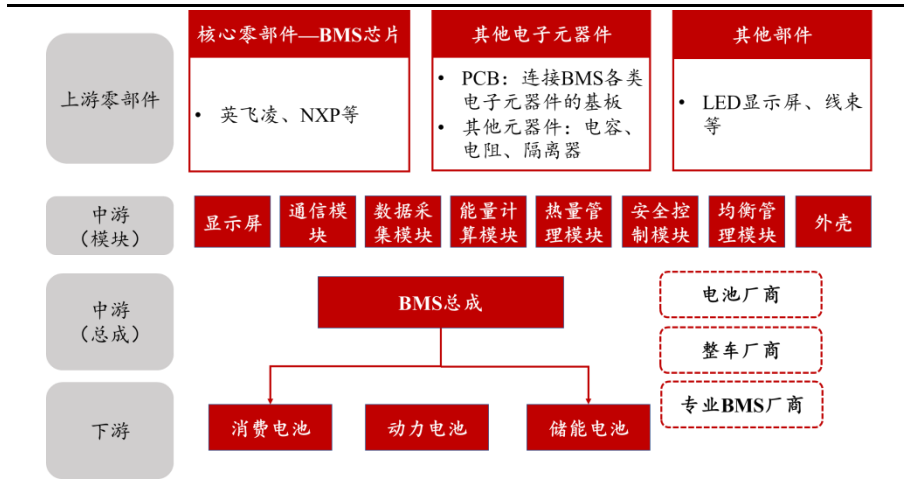 上游零部件
核心零部件—BMS芯片
• 英飞凌、NXP等
其他电子元器件
• PCB：连接BMS各类
电子元器件的基板
• 其他元器件：电容、
电阻、隔离器
其他部件
• LED显示屏、线束
等
中游
（模块）
显示屏
通信模
块
数据采
集模块
能量计
算模块
热量管
理模块
安全控
制模块
均衡管
理模块
外壳
中游
（总成）
BMS总成
电池厂商
整车厂商
专业BMS厂商
下游
消费电池
动力电池
储能电池